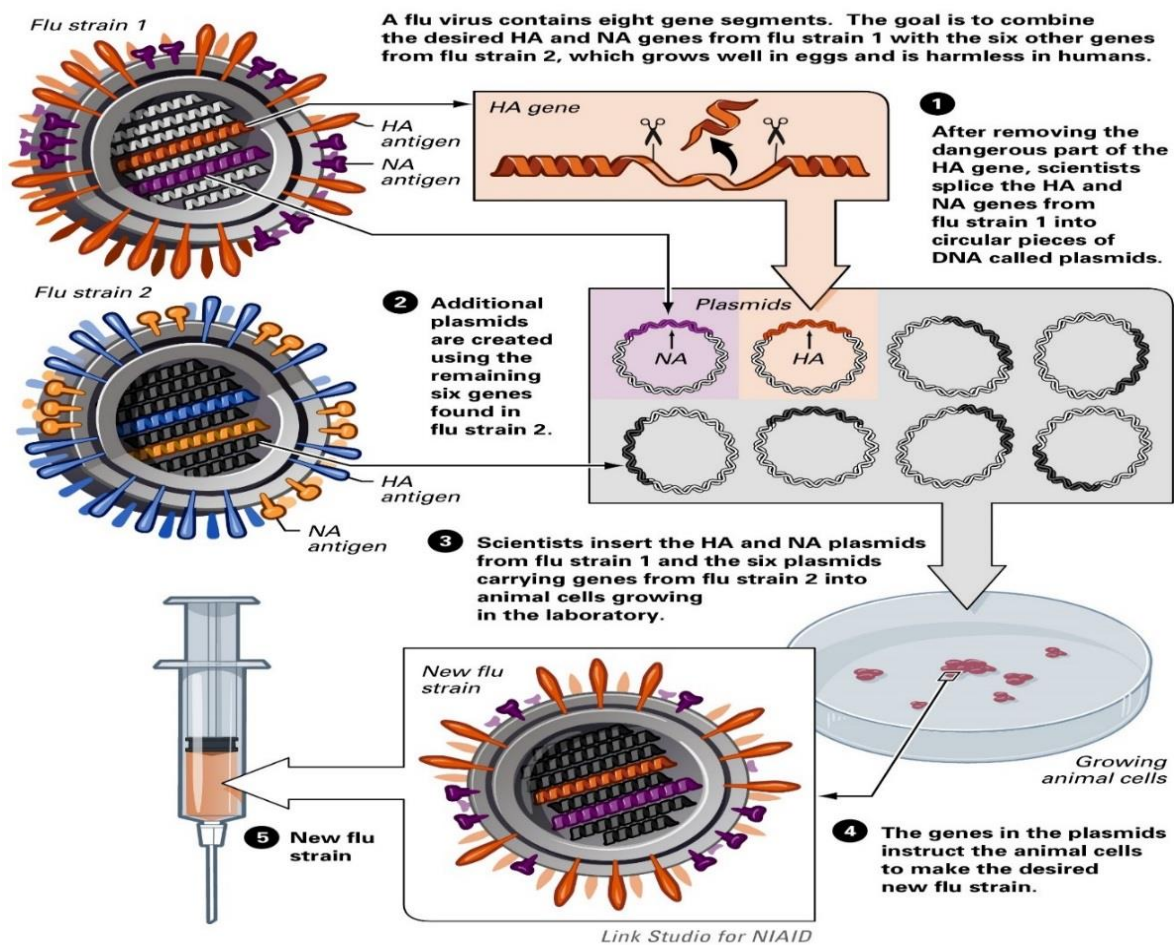 Flu strain 1
A flu virus contains eight gene segments. The goal is to combine
the desired HA and NA genes from flu strain 1 with the six other genes
from flu strain 2, which grows well in eggs and is harmless in humans.
HA gene
HA
antigen
NA
antigen
1
After removing the
dangerous part of the
HA gene, scientists
splice the HA and
NA genes from
flu strain 1 into
circular pieces of
DNA called plasmids.
Flu strain 2
2 Additional
plasmids
are created
using the
remaining
six genes
found in
flu strain 2.
Plasmids
NA
HA
HA
antigen
NA
antigen
3 Scientists insert the HA and NA plasmids
from flu strain 1 and the six plasmids
carrying genes from flu strain 2 into
animal cells growing
in the laboratory.
Growing
animal cells
4 The genes in the plasmids
instruct the animal cells
to make the desired
new flu strain.
New flu
strain
5 New flu
strain
Link Studio for NIAID